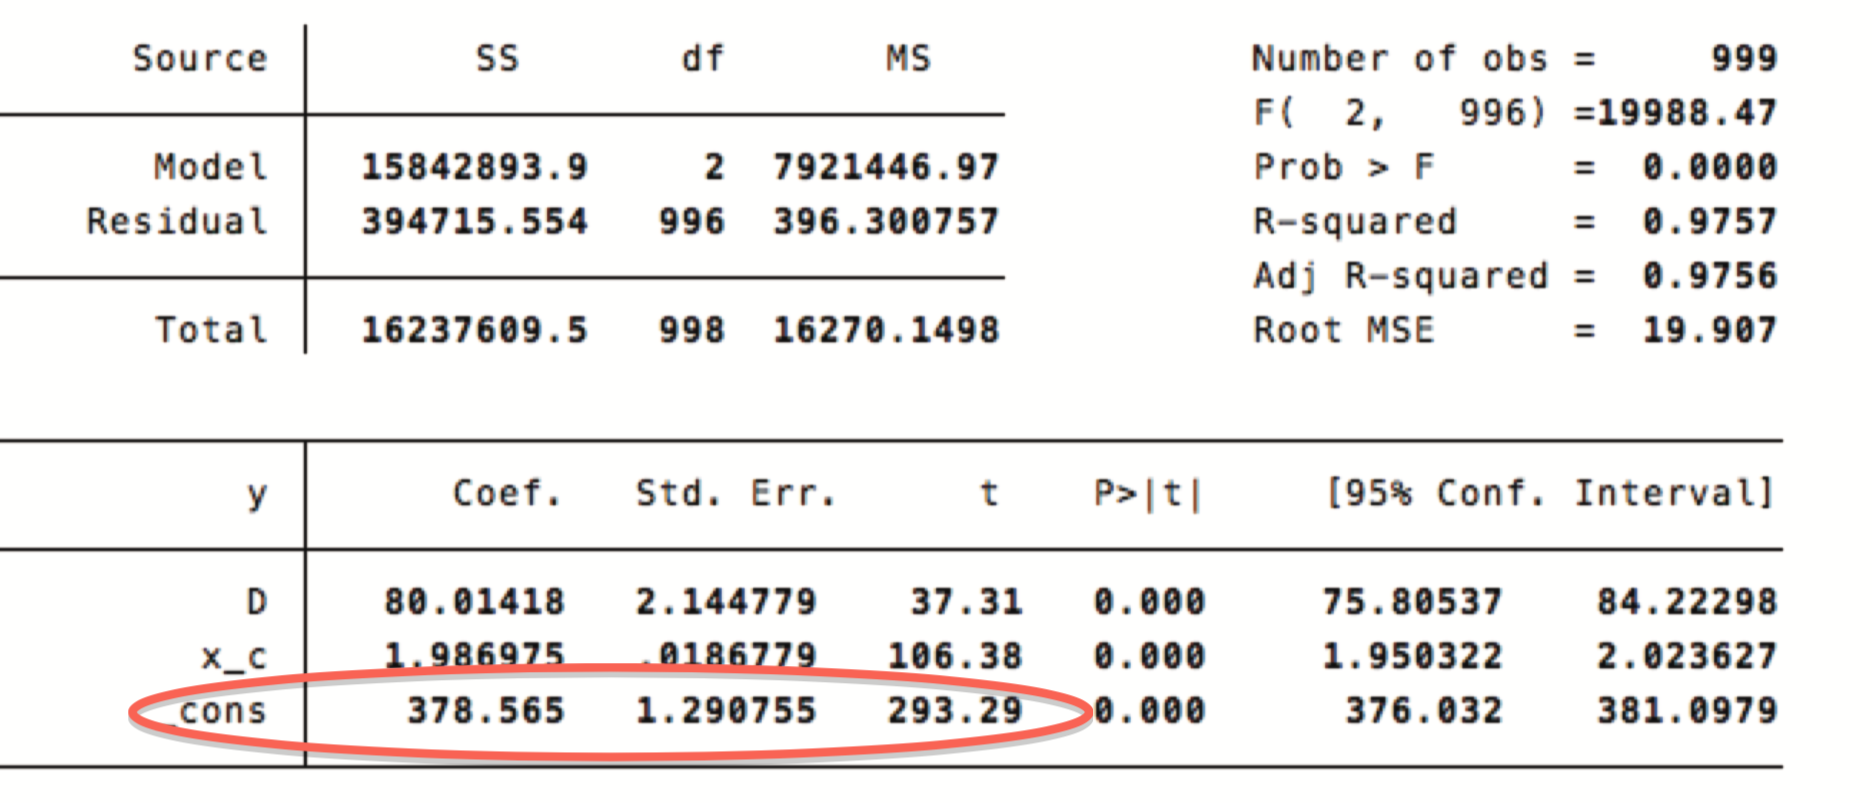 Source SS df MS Number of obs = 999
F( 2, 996) =19988.47
Model 15842893.9 2 7921446.97 Prob > F = 0.0000
Residual 394715.554 996 396.300757 R-squared = 0.9757
Adj R-squared = 0.9756
Total 16237609.5 998 16270.1498 Root MSE = 19.907
y Coef. Std. Err. t P>|t| [95% Conf. Interval]
D 80.01418 2.144779 37.31 0.000 75.80537 84.22298
x_c 1.986975 .0186779 106.38 0.000 1.950322 2.023627
_cons 378.565 1.290755 293.29 0.000 376.032 381.0979